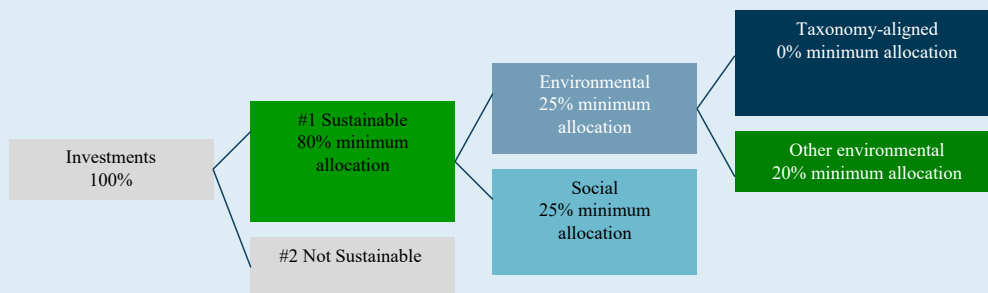 Investments
100%
#1 Sustainable
80% minimum
allocation
#2 Not Sustainable
Environmental
25% minimum
allocation
Social
25% minimum
allocation
Taxonomy-aligned
0% minimum allocation
Other environmental
20% minimum allocation